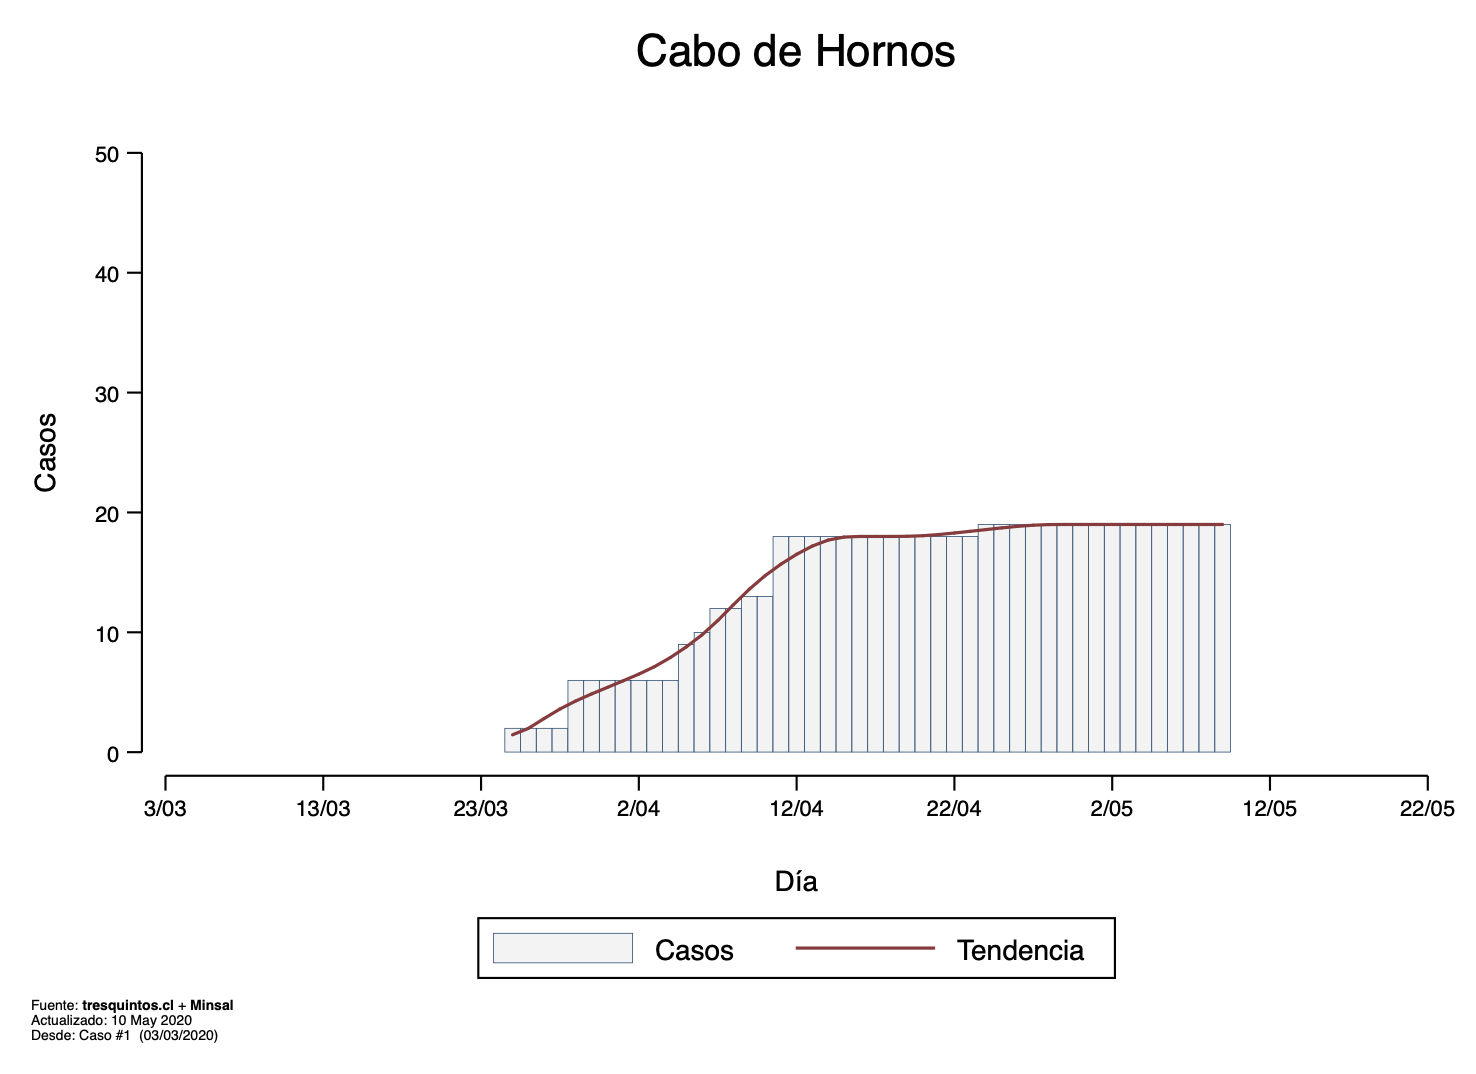 Cabo de Hornos
50
40
30
20
10
0
Casos
3/03 13/03 23/03 2/04 12/04 22/04 2/05 12/05 22/05
Día
Casos Tendencia
Fuente: tresquintos.cl + Minsal
Actualizado: 10 May 2020
Desde: Caso #1 (03/03/2020)